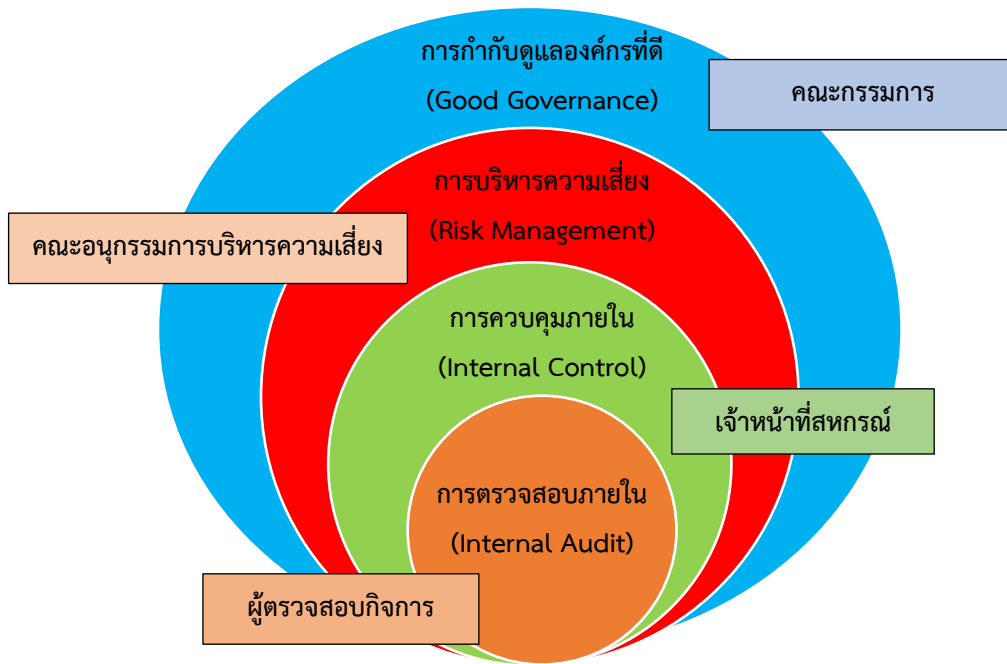 การกำกับดูแลองค์กรที่ดี
(Good Governance)
คณะกรรมการ
การบริหารความเสี่ยง
(Risk Management)
คณะอนุกรรมการบริหารความเสี่ยง
การควบคุมภายใน
(Internal Control)
เจ้าหน้าที่สหกรณ์
การตรวจสอบภายใน
(Internal Audit)
ผู้ตรวจสอบกิจการ